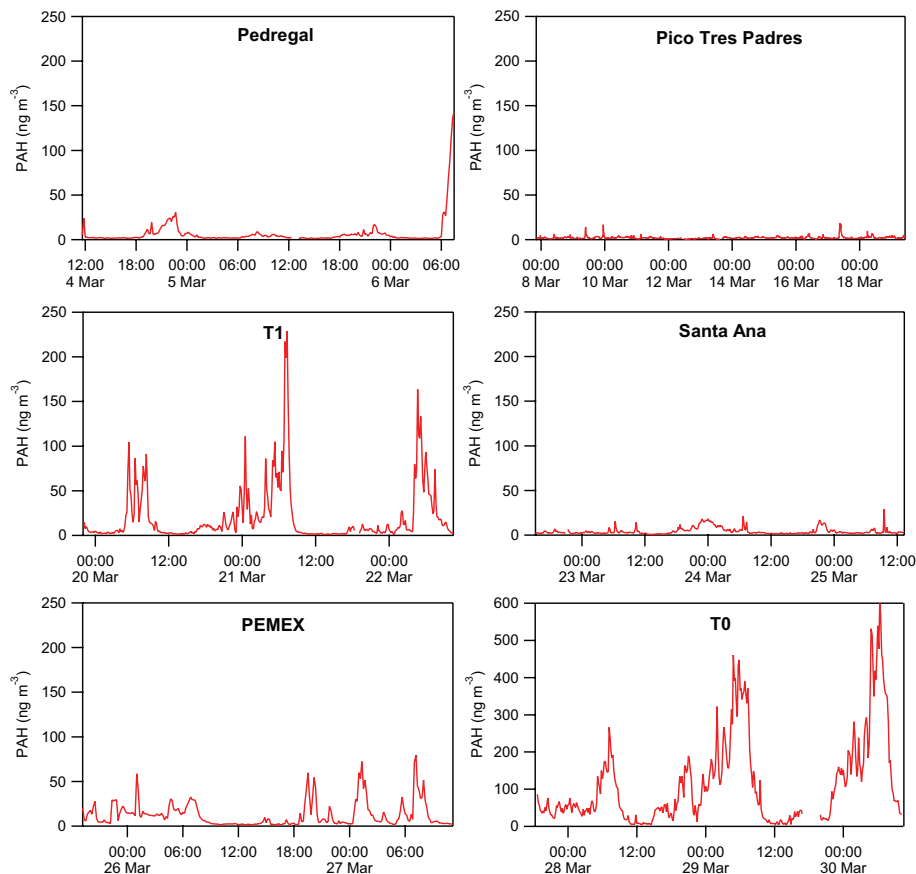 Pedregal
PAH (ng m⁻³)
250
200
150
100
50
0
12:00 18:00 00:00 06:00 12:00 18:00 00:00 06:00
4 Mar 5 Mar 6 Mar
Pico Tres Padres
PAH (ng m⁻³)
250
200
150
100
50
0
00:00 00:00 00:00 00:00 00:00 00:00
8 Mar 10 Mar 12 Mar 14 Mar 16 Mar 18 Mar
T1
PAH (ng m⁻³)
250
200
150
100
50
0
00:00 12:00 00:00 12:00 00:00
20 Mar 21 Mar 22 Mar
Santa Ana
PAH (ng m⁻³)
250
200
150
100
50
0
00:00 12:00 00:00 12:00 00:00 12:00
23 Mar 24 Mar 25 Mar
PEMEX
PAH (ng m⁻³)
250
200
150
100
50
0
00:00 06:00 12:00 18:00 00:00 06:00
26 Mar 27 Mar
T0
PAH (ng m⁻³)
600
500
400
300
200
100
0
00:00 12:00 00:00 12:00 00:00
28 Mar 29 Mar 30 Mar